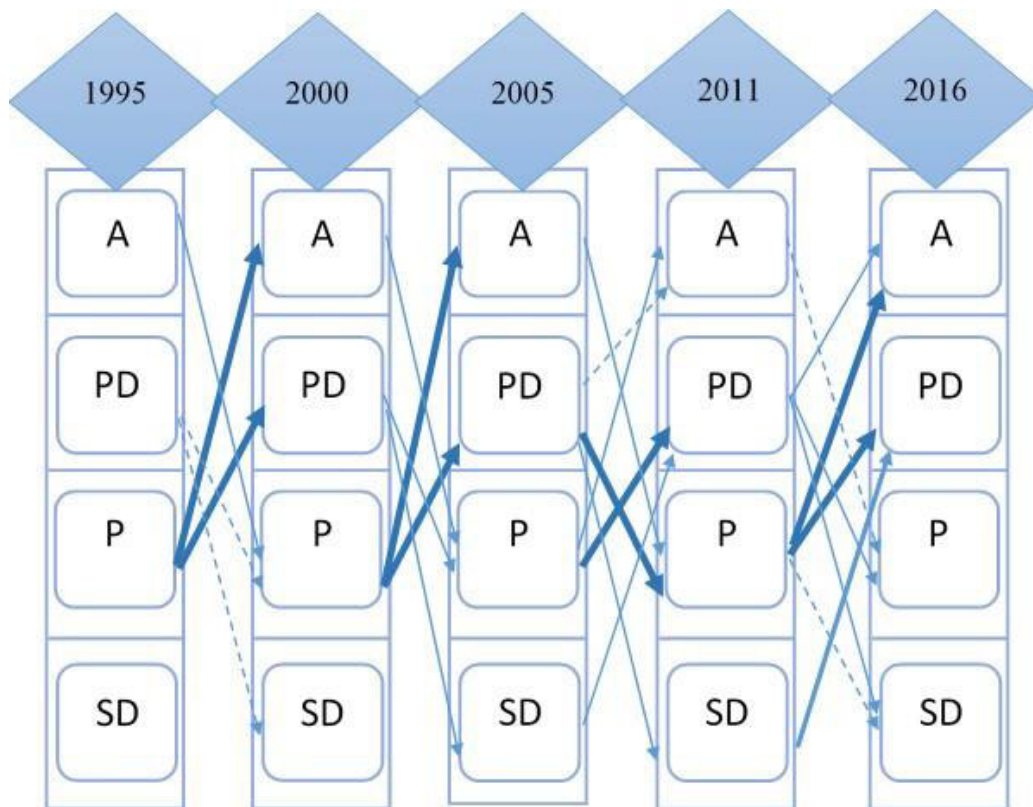 1995 2000 2005 2011 2016
A A A A A
PD PD PD PD PD
P P P P P
SD SD SD SD SD